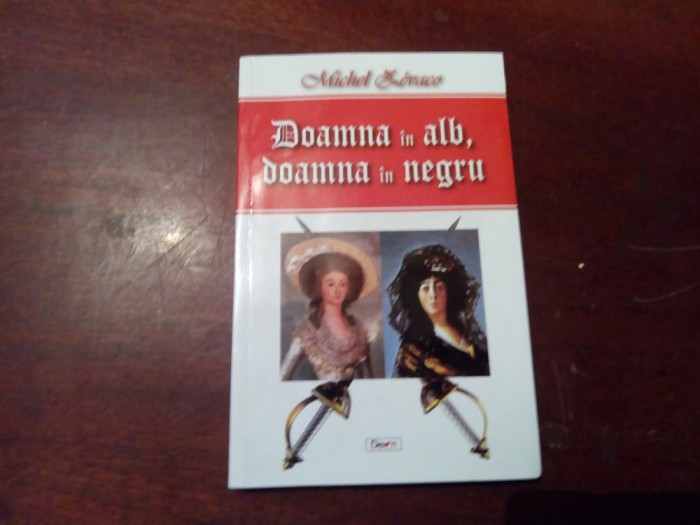 Michel Zévaco
Doamna în alb,
doamna în negru